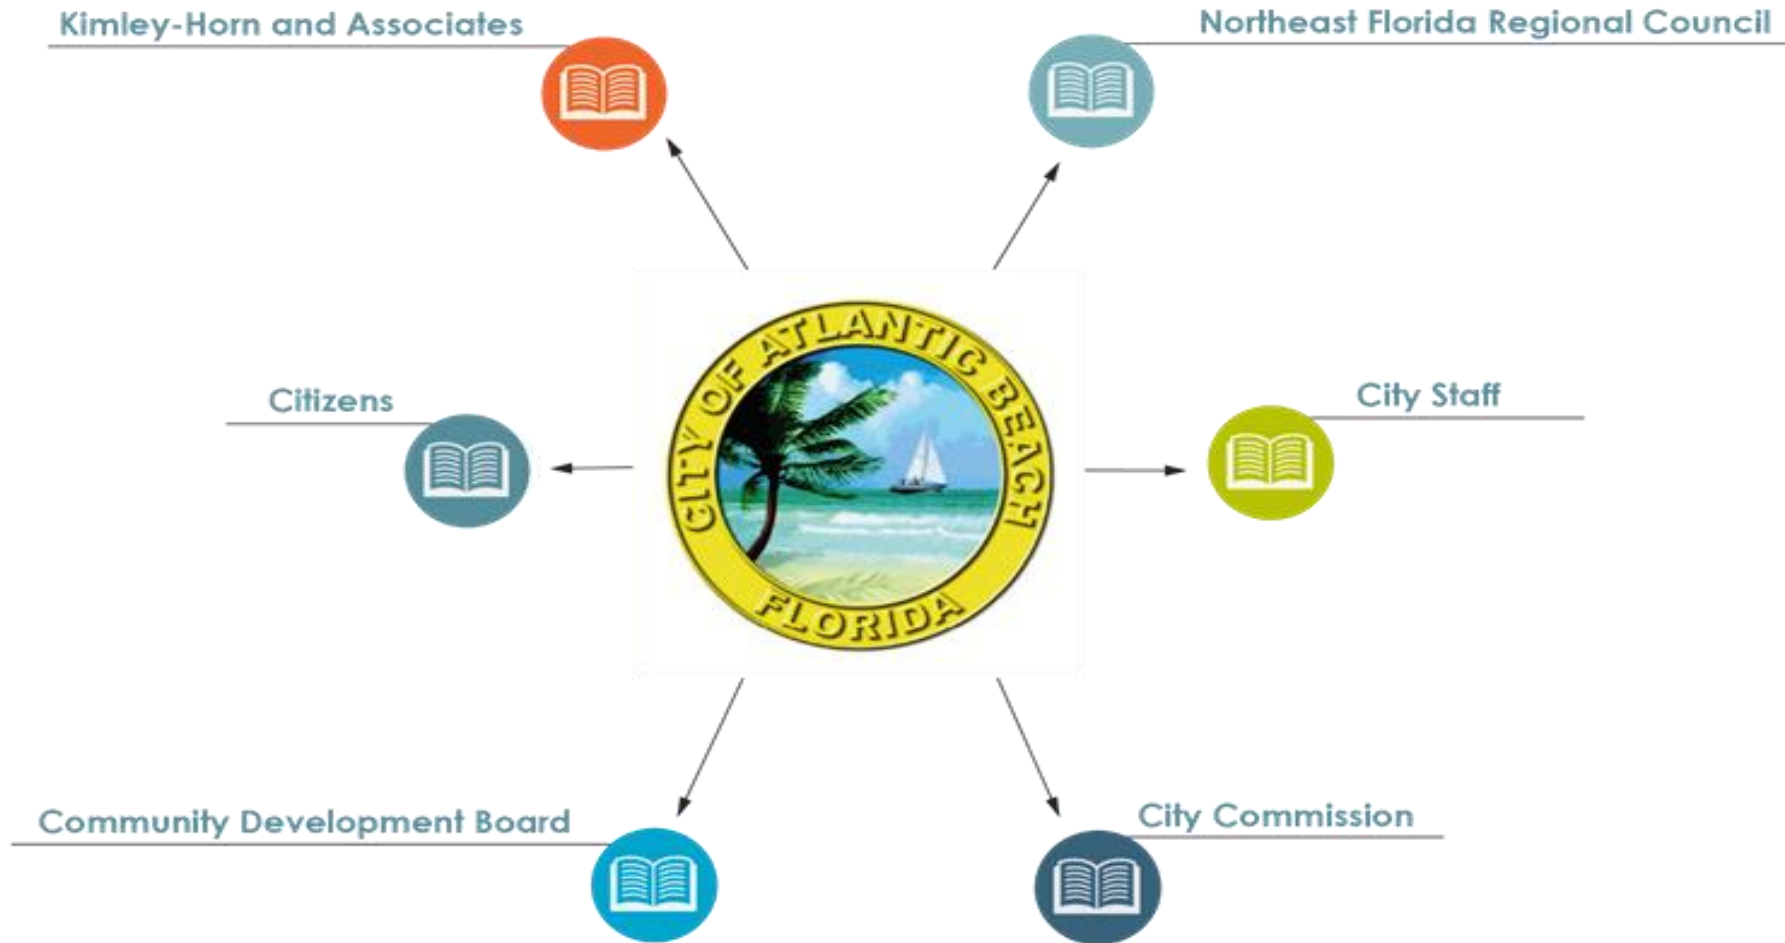 Kimley-Horn and Associates
Northeast Florida Regional Council
Citizens
CITY OF ATLANTIC BEACH
FLORIDA
City Staff
Community Development Board
City Commission